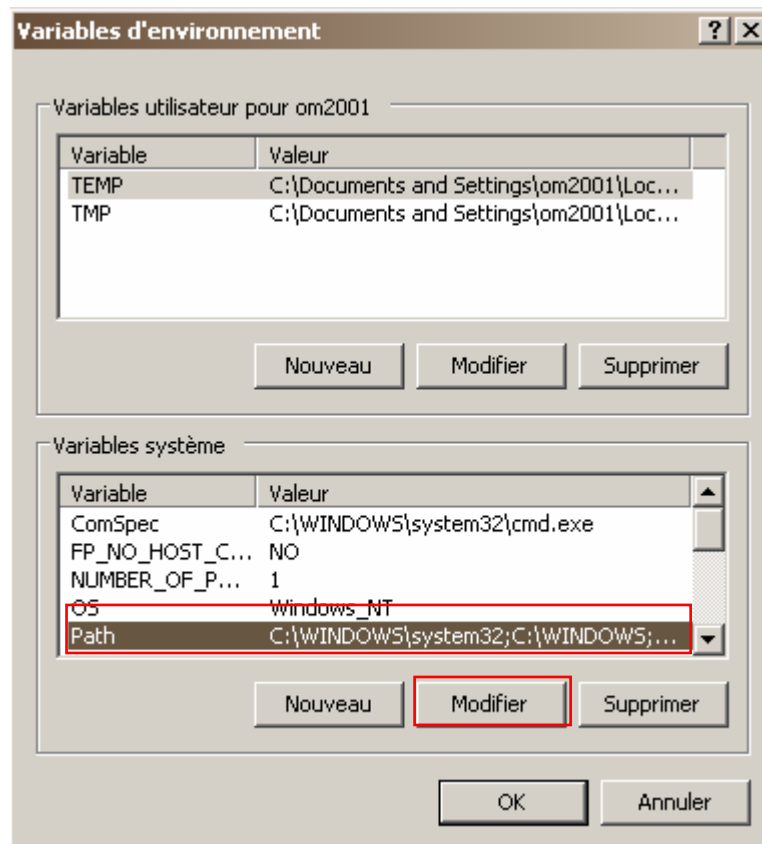 Variables d'environnement
Variables utilisateur pour om2001
Variable Valeur
TEMP C:\Documents and Settings\om2001\Loc...
TMP C:\Documents and Settings\om2001\Loc...
Nouveau Modifier Supprimer
Variables système
Variable Valeur
ComSpec C:\WINDOWS\system32\cmd.exe
FP_NO_HOST_C... NO
NUMBER_OF_P... 1
OS Windows_NT
Path C:\WINDOWS\system32;C:\WINDOWS;...
Nouveau Modifier Supprimer
OK Annuler